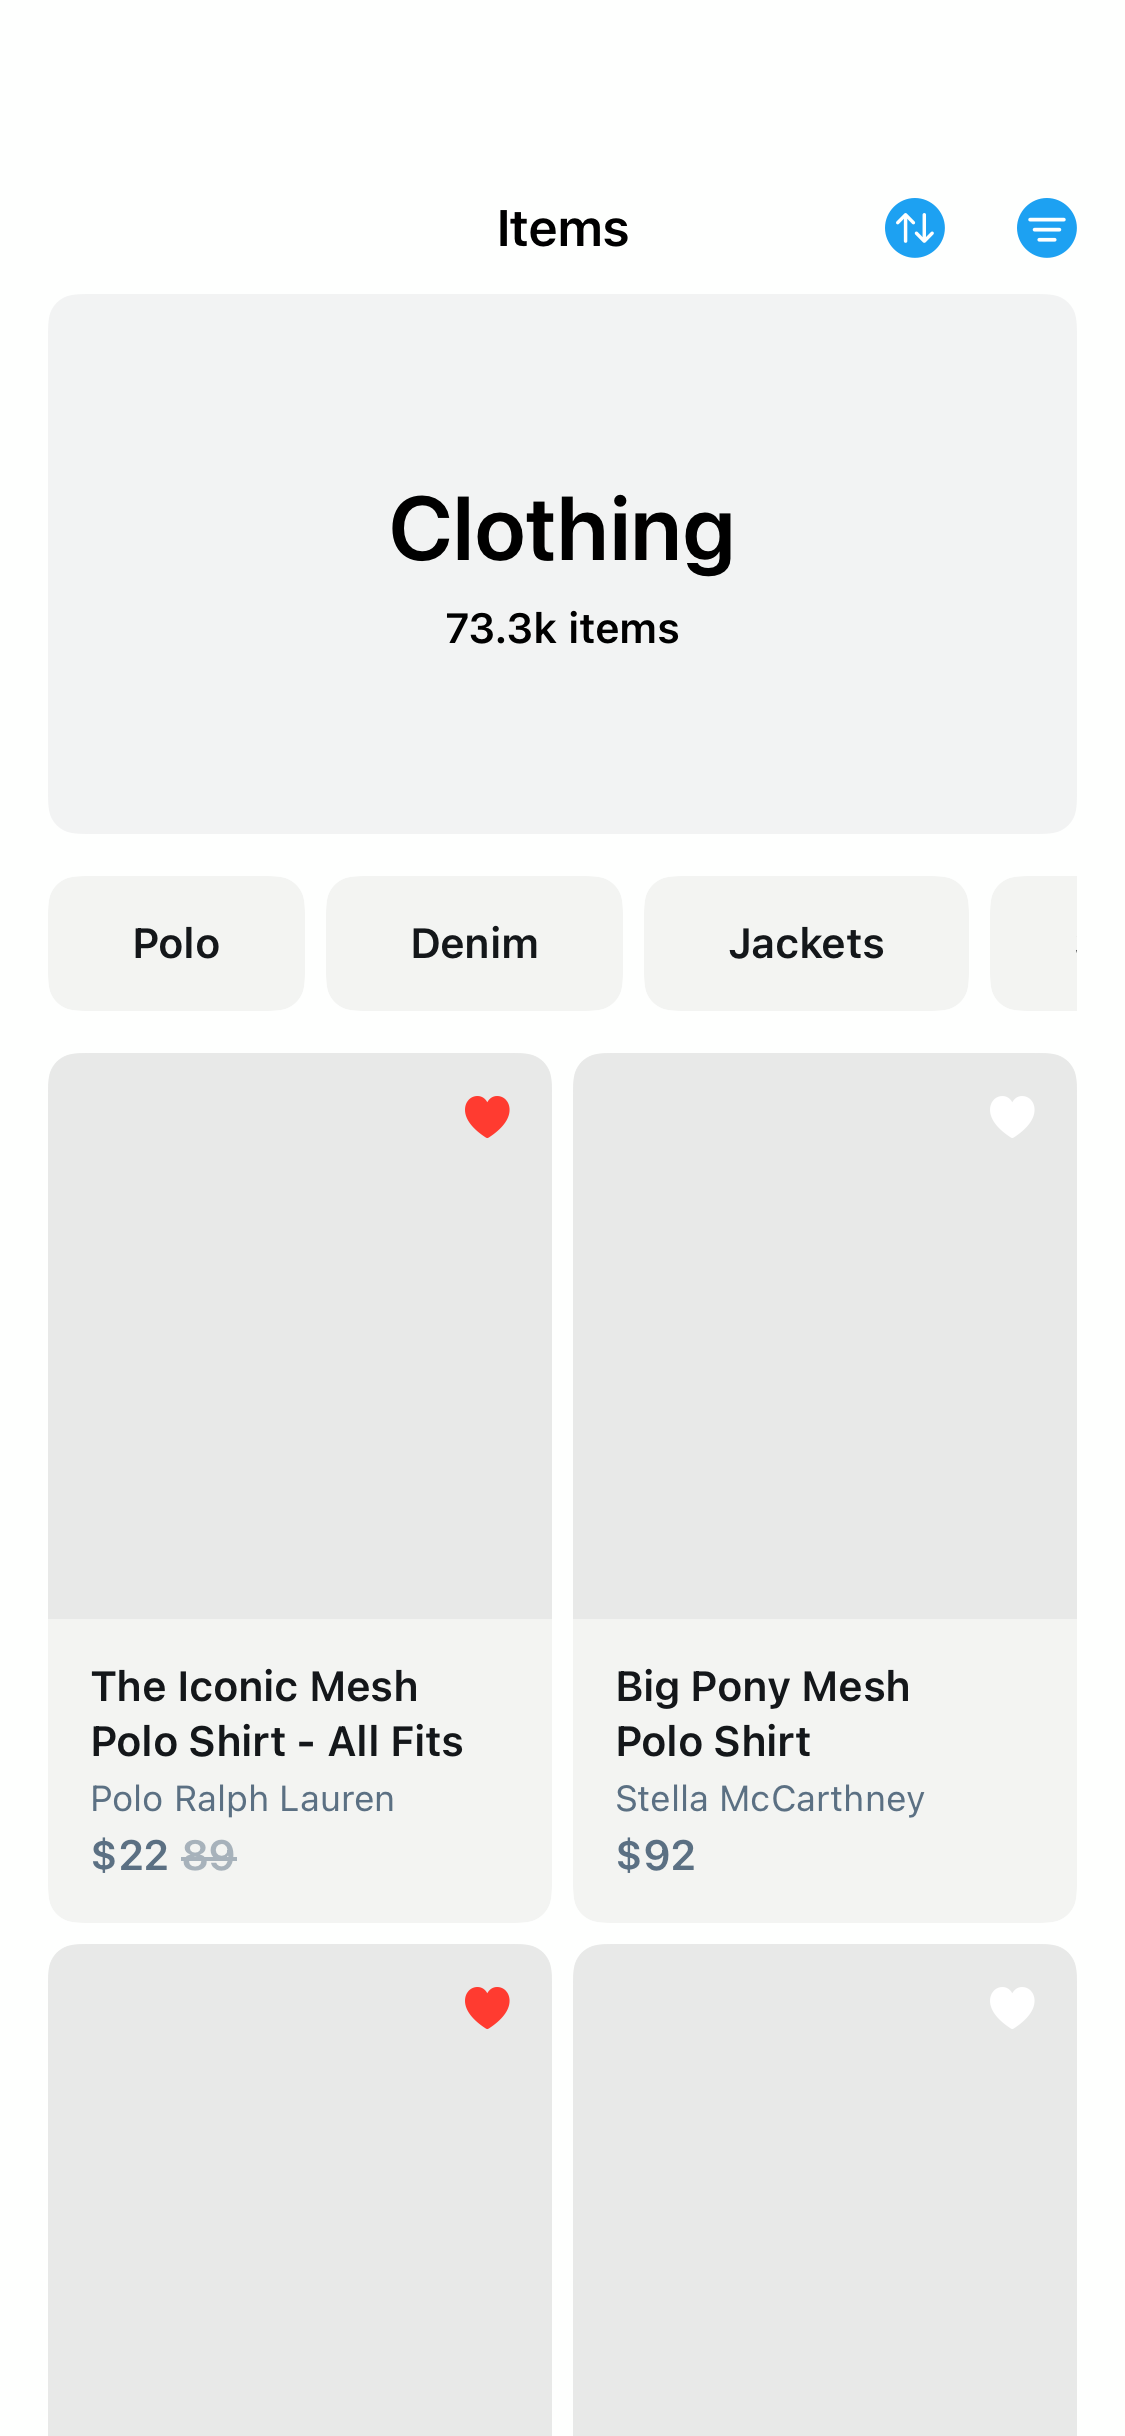 Items
Clothing
73.3k items
Polo
Denim
Jackets
The Iconic Mesh
Polo Shirt - All Fits
Polo Ralph Lauren
$22 89
Big Pony Mesh
Polo Shirt
Stella McCarthney
$92